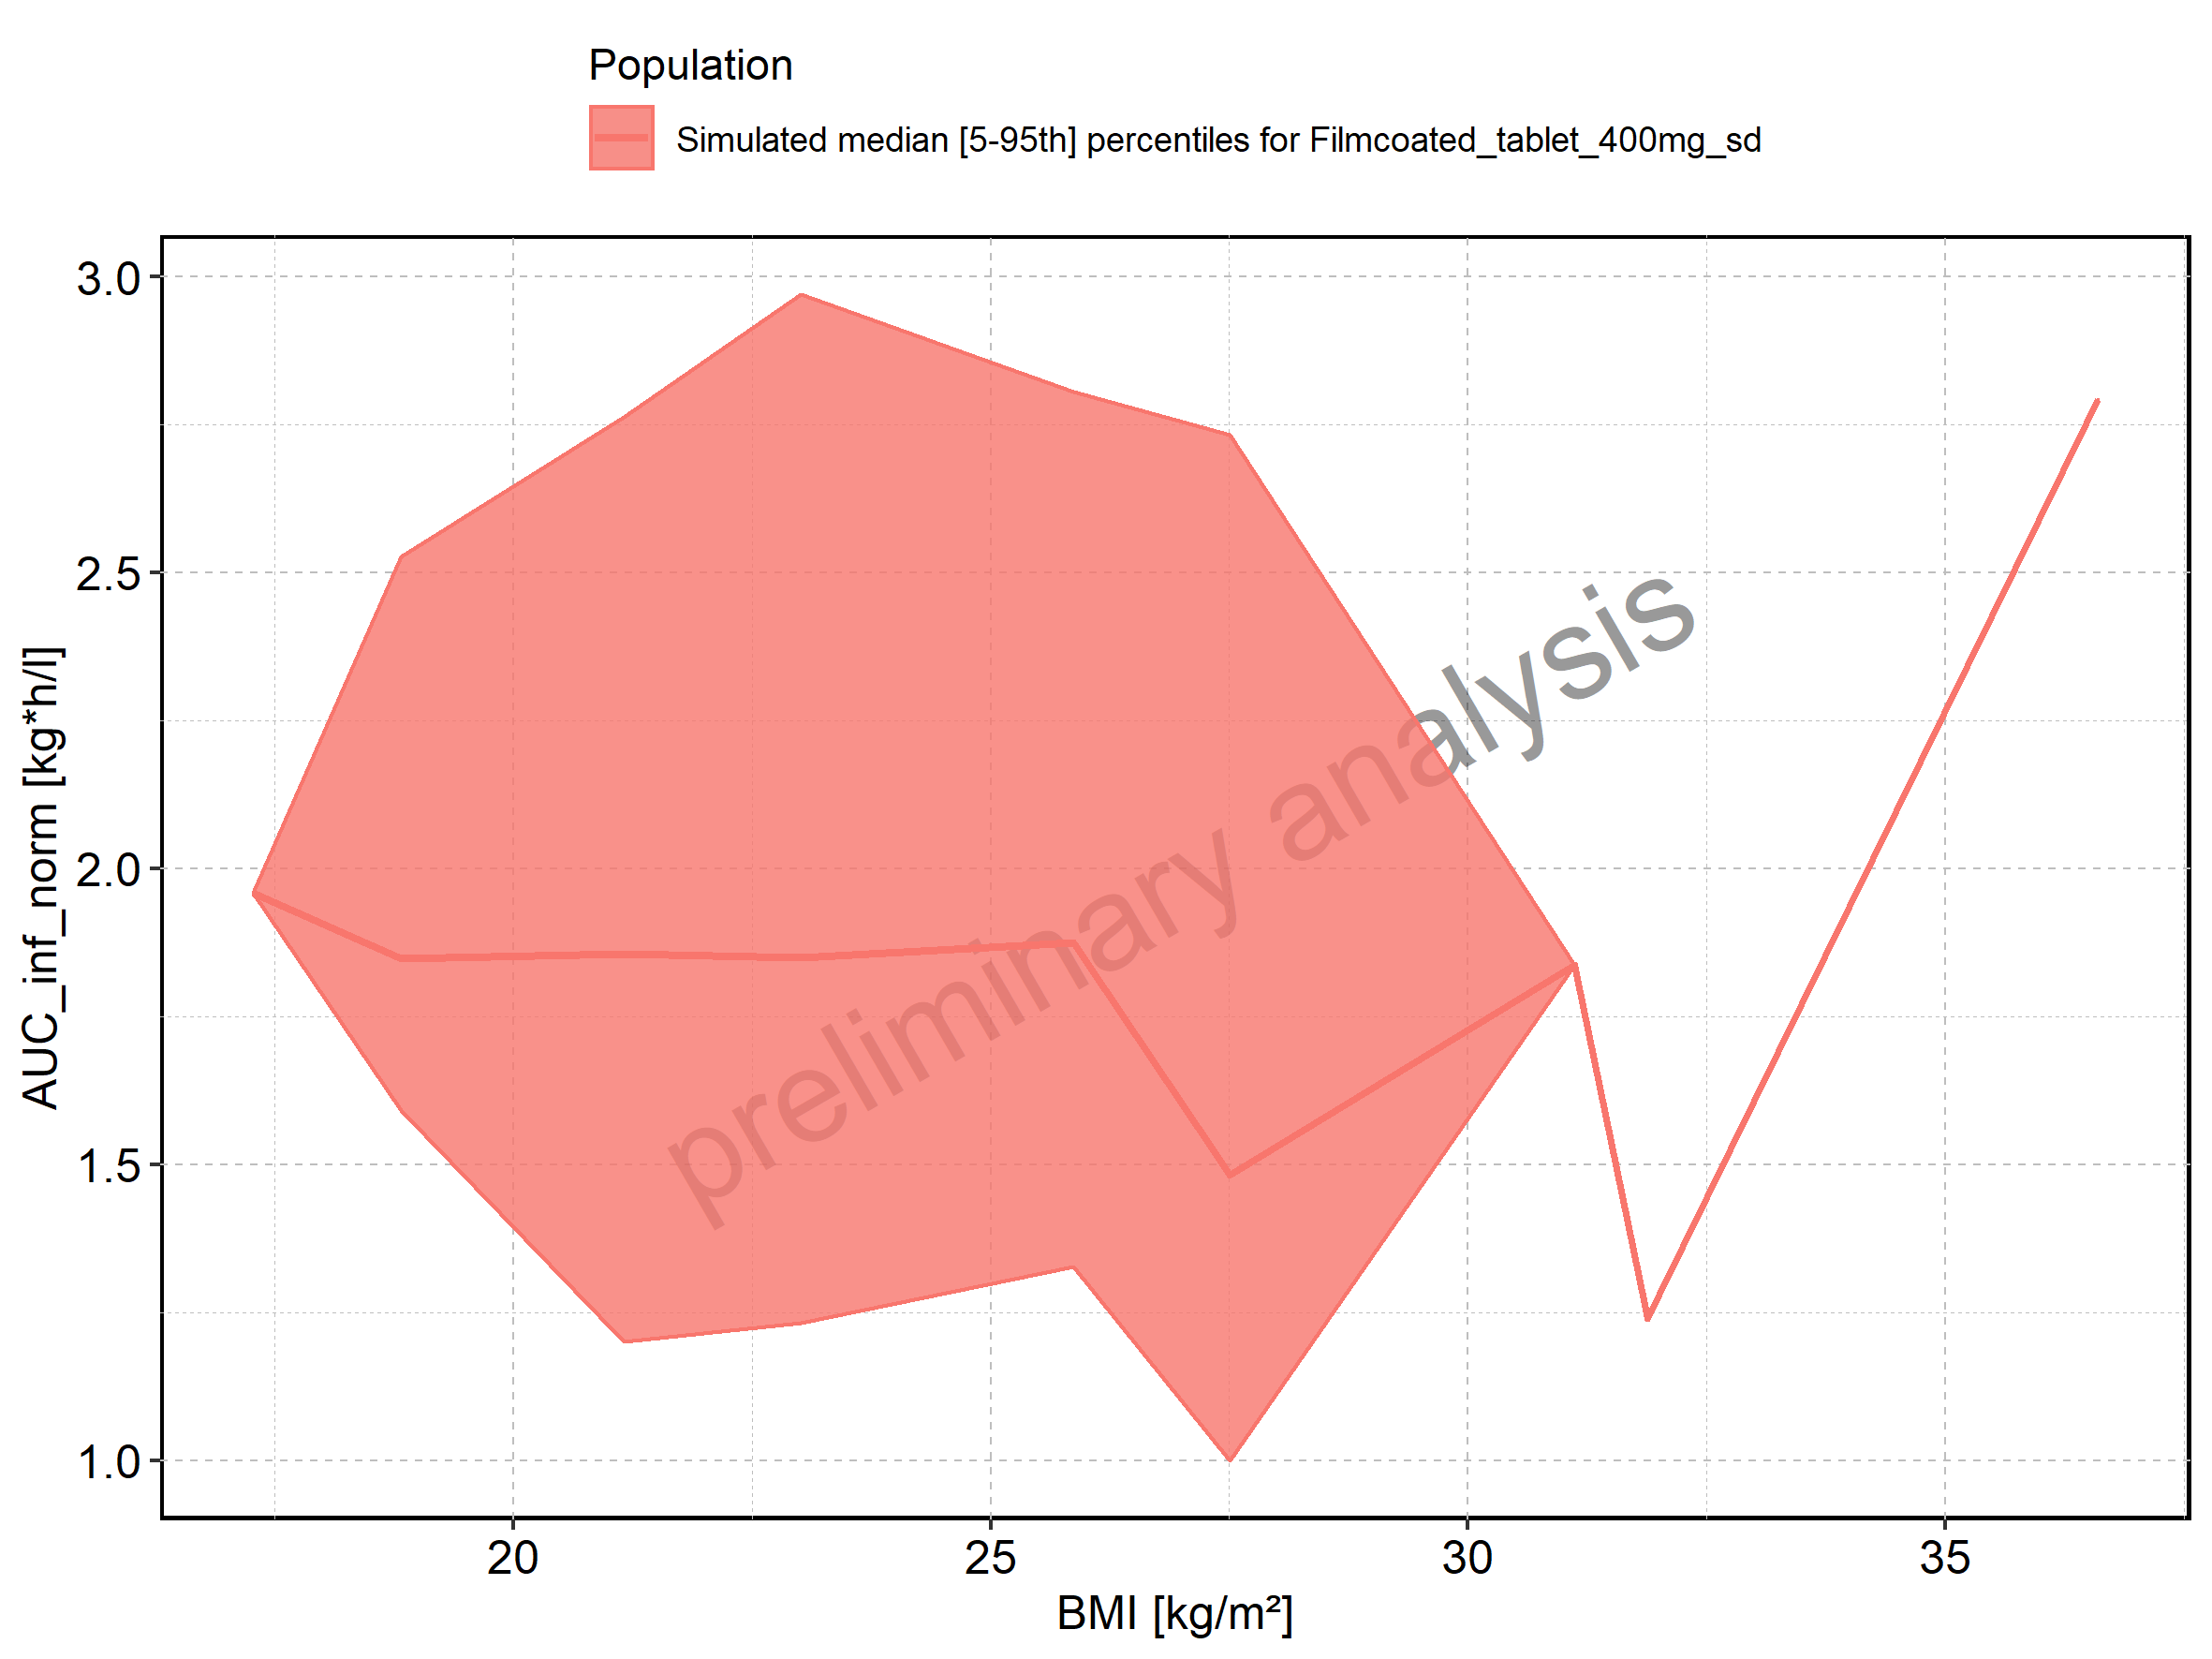 Population
Simulated median [5-95th] percentiles for Filmcoated_tablet_400mg_sd
AUC_inf_norm [kg*h/l]
3.0
2.5
2.0
1.5
1.0
preliminary analysis
20 25 30 35
BMI [kg/m²]